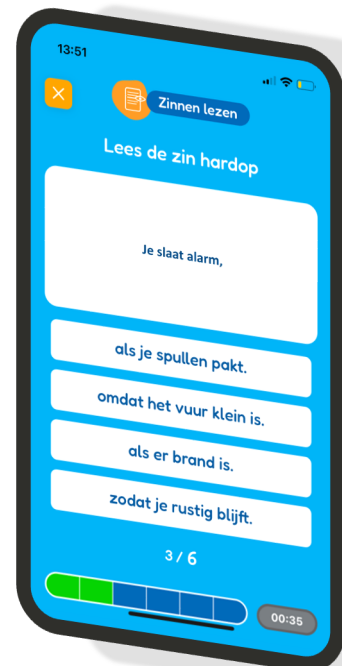 13:51
Zinnen lezen
Lees de zin hardop
Je slaat alarm,
als je spullen pakt.
omdat het vuur klein is.
als er brand is.
zodat je rustig blijft.
3 / 6
00:35